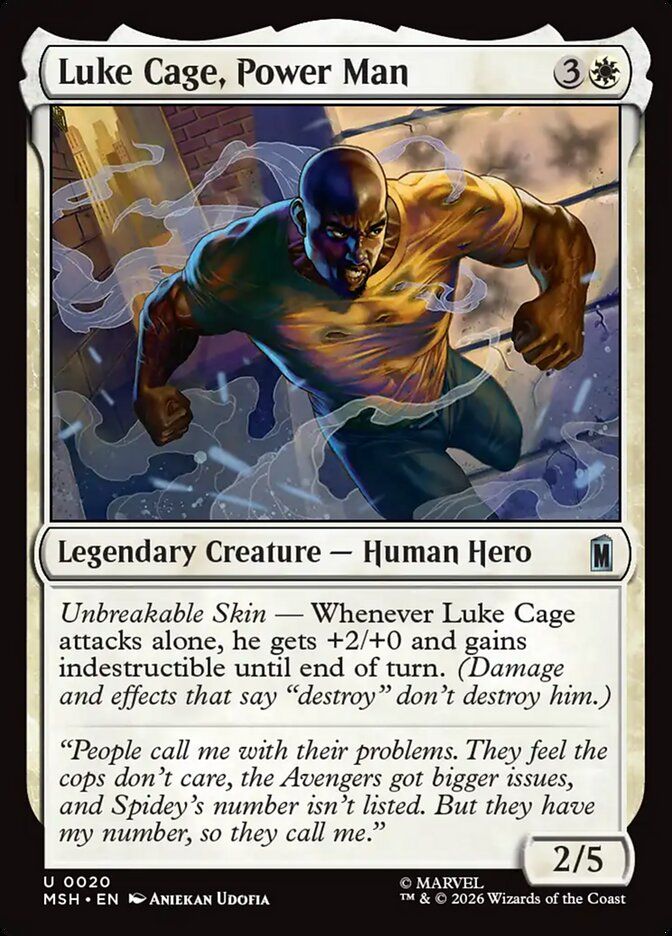 Luke Cage, Power Man
3
Legendary Creature — Human Hero
M
Unbreakable Skin — Whenever Luke Cage
attacks alone, he gets +2/+0 and gains
indestructible until end of turn. (Damage
and effects that say “destroy” don’t destroy him.)
“People call me with their problems. They feel the
cops don’t care, the Avengers got bigger issues,
and Spidey’s number isn’t listed. But they have
my number, so they call me.”
2/5
U 0020
MSH • EN Aniekan Udofia
© MARVEL
™ & © 2026 Wizards of the Coast